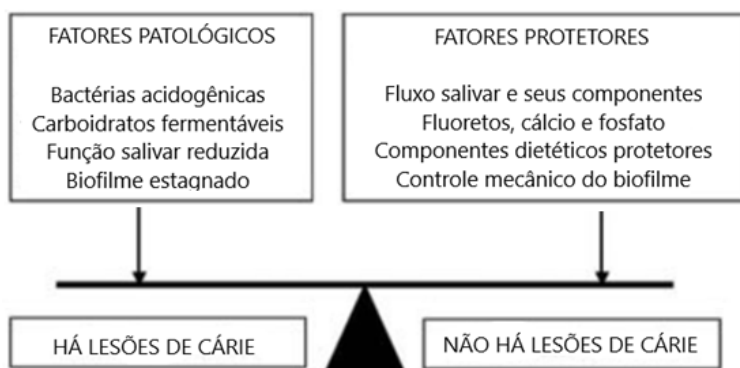 FATORES PATOLÓGICOS
Bactérias acidogênicas
Carboidratos fermentáveis
Função salivar reduzida
Biofilme estagnado
FATORES PROTETORES
Fluxo salivar e seus componentes
Fluoretos, cálcio e fosfato
Componentes dietéticos protetores
Controle mecânico do biofilme
HÁ LESÕES DE CÁRIE
NÃO HÁ LESÕES DE CÁRIE